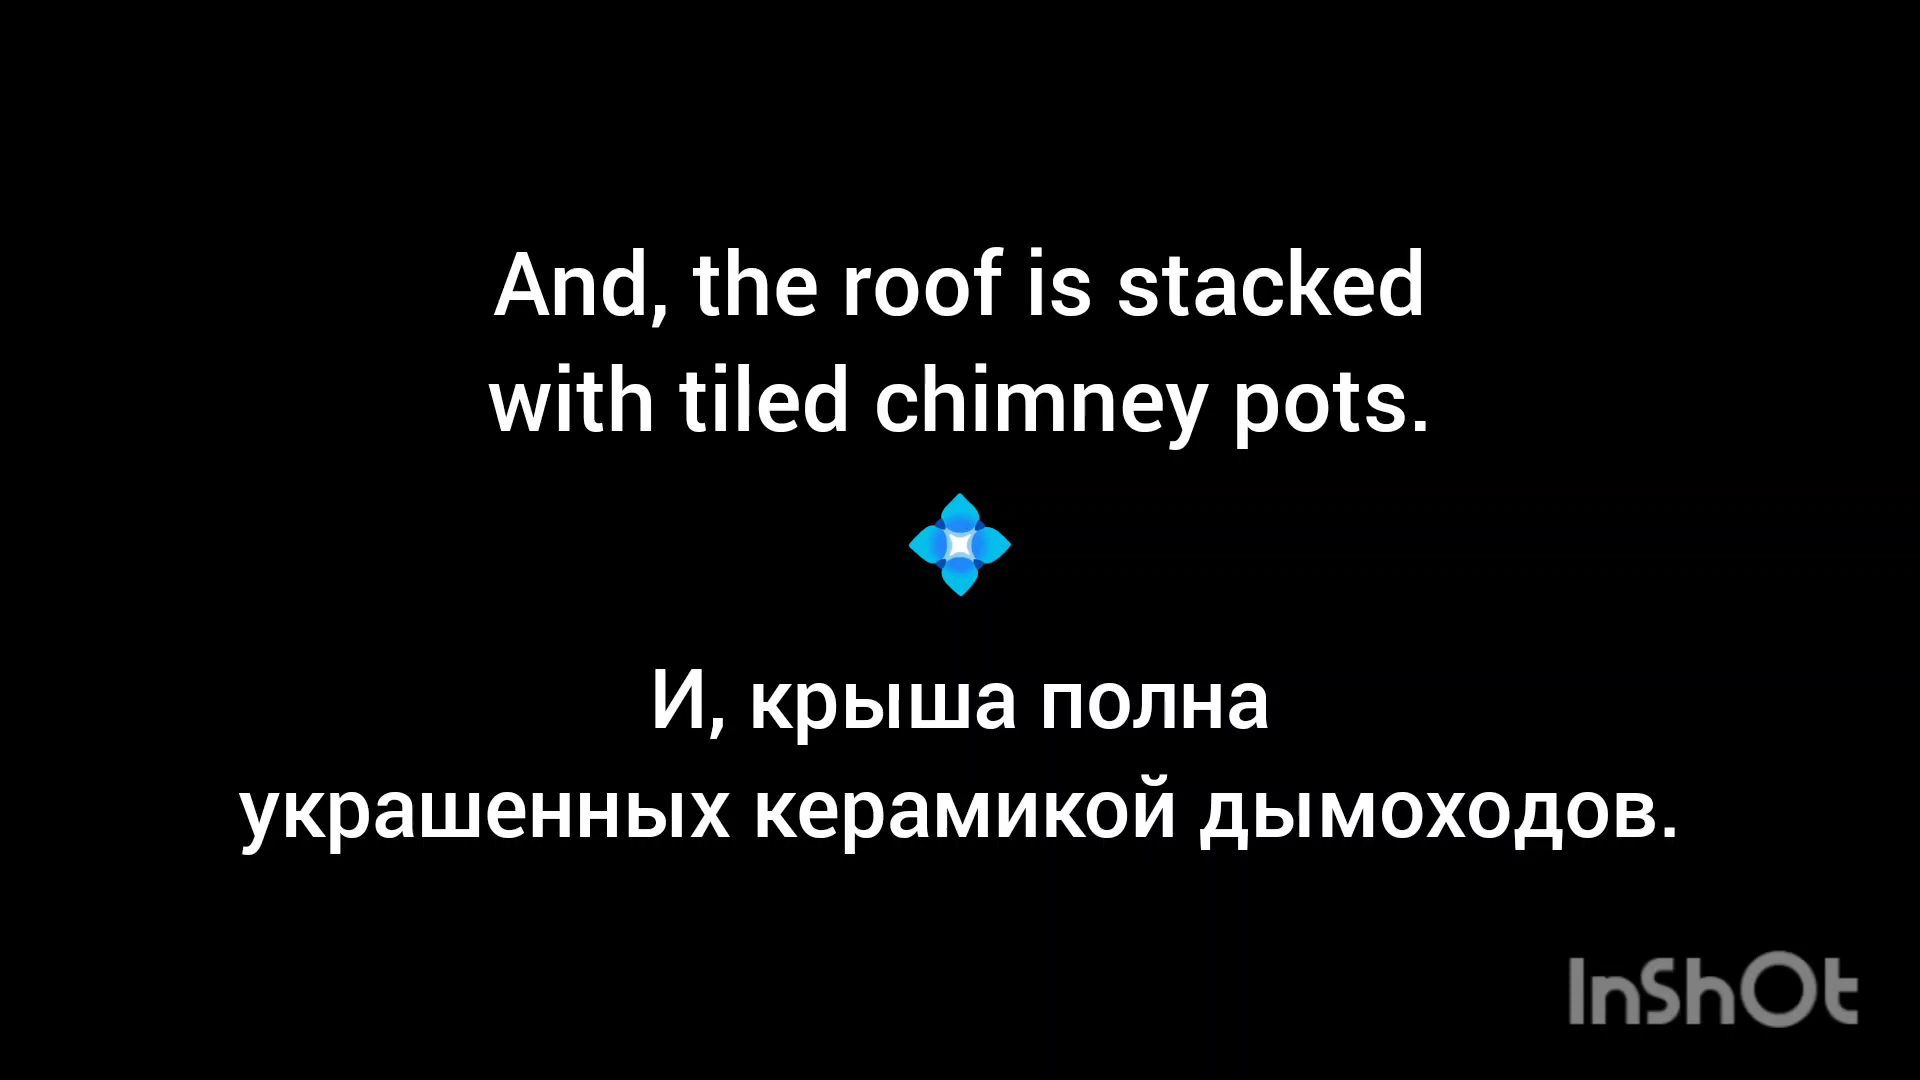 And, the roof is stacked
with tiled chimney pots.
И, крыша полна
украшенных керамикой дымоходов.
InShOt